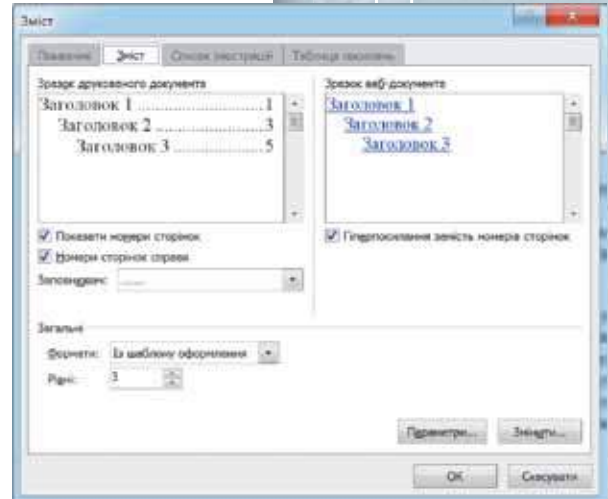 Зміст
Покажчик Зміст Список ілюстрацій Таблиця посилань
Зразок друкованого документа
Заголовок 1 ........................... 1
Заголовок 2 ........................ 3
Заголовок 3 ..................... 5
Зразок веб-документа
Заголовок 1
Заголовок 2
Заголовок 3
Показати номери сторінок
Номери сторінок справа
Заповнювач: .......
Гіперпосилання замість номерів сторінок
Загальні
Формати: Із шаблону оформлення
Рівні: 3
Параметри... Змінити...
ОК Скасувати